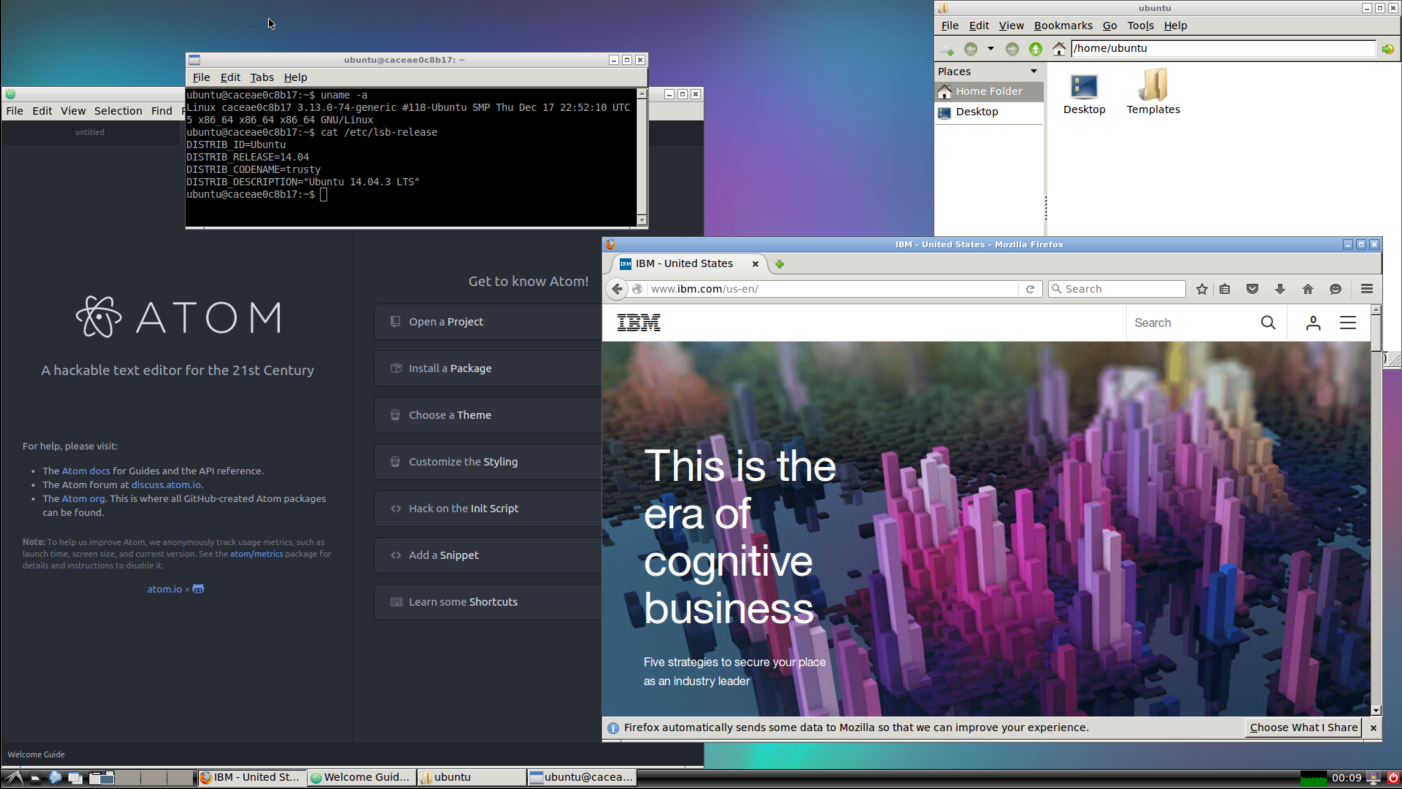 ubuntu@caceae0c8b17: ~
File Edit Tabs Help
ubuntu@caceae0c8b17:~$ uname -a
Linux caceae0c8b17 3.13.0-74-generic #118-Ubuntu SMP Thu Dec 17 22:52:10 UTC
5 x86_64 x86_64 x86_64 GNU/Linux
ubuntu@caceae0c8b17:~$ cat /etc/lsb-release
DISTRIB_ID=Ubuntu
DISTRIB_RELEASE=14.04
DISTRIB_CODENAME=trusty
DISTRIB_DESCRIPTION="Ubuntu 14.04.3 LTS"
ubuntu@caceae0c8b17:~$
File Edit View Selection Find
untitled
ATOM
A hackable text editor for the 21st Century
For help, please visit:
• The Atom docs for Guides and the API reference.
• The Atom forum at discuss.atom.io.
• The Atom org. This is where all GitHub-created Atom packages
can be found.
Note: To help us improve Atom, we anonymously track usage metrics, such as
launch time, screen size, and current version. See the atom/metrics package for
details and instructions to disable it.
atom.io
Get to know Atom!
Open a Project
Install a Package
Choose a Theme
Customize the Styling
Hack on the Init Script
Add a Snippet
Learn some Shortcuts
Welcome Guide
ubuntu
File Edit View Bookmarks Go Tools Help
/home/ubuntu
Places
Home Folder
Desktop
Desktop
Templates
IBM - United States - Mozilla Firefox
IBM IBM - United States
www.ibm.com/us-en/
Search
IBM
Search
This is the
era of
cognitive
business
Five strategies to secure your place
as an industry leader
Firefox automatically sends some data to Mozilla so that we can improve your experience.
Choose What I Share
IBM - United St...
Welcome Guid...
ubuntu
ubuntu@cacea...
00:09